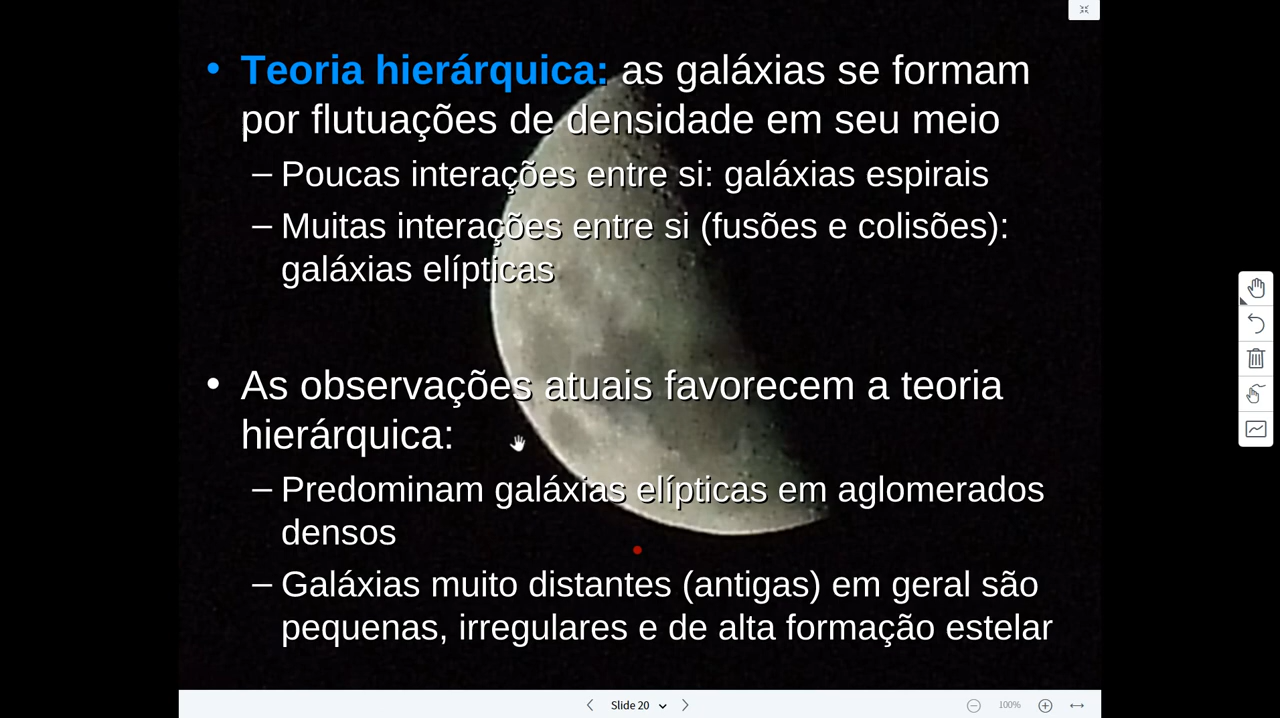 • Teoria hierárquica: as galáxias se formam
por flutuações de densidade em seu meio
– Poucas interações entre si: galáxias espirais
– Muitas interações entre si (fusões e colisões):
galáxias elípticas
• As observações atuais favorecem a teoria
hierárquica:
– Predominam galáxias elípticas em aglomerados
densos
– Galáxias muito distantes (antigas) em geral são
pequenas, irregulares e de alta formação estelar
Slide 20
100%